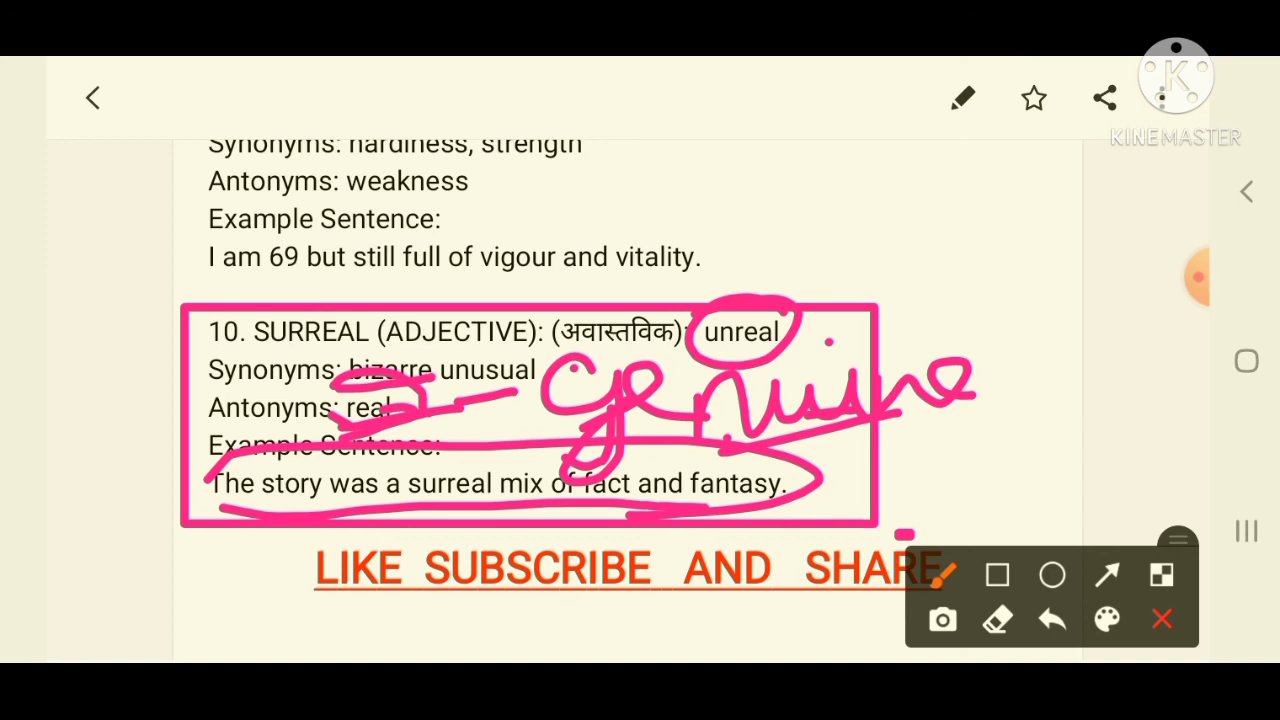 KINEMASTER
Synonyms: hardiness, strength
Antonyms: weakness
Example Sentence:
I am 69 but still full of vigour and vitality.
10. SURREAL (ADJECTIVE): (अवास्तविक): unreal
Synonyms: bizarre unusual
Antonyms: real
genuine
Example Sentence:
The story was a surreal mix of fact and fantasy.
LIKE SUBSCRIBE AND SHARE